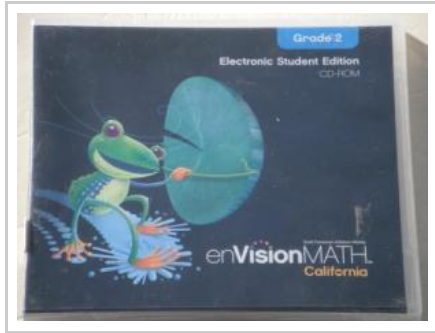 Grade 2
Electronic Student Edition
CD-ROM
enVisionMATH
California